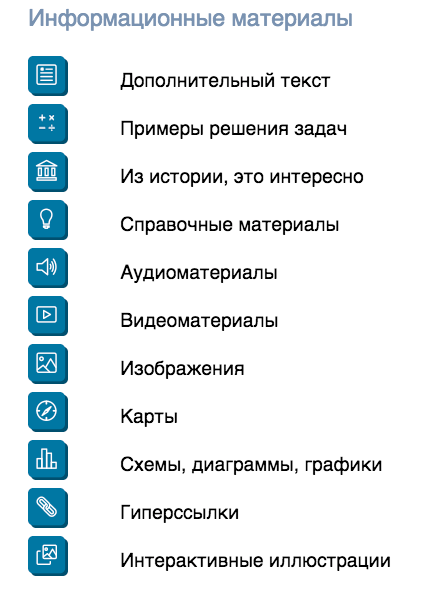 Информационные материалы
Дополнительный текст
Примеры решения задач
Из истории, это интересно
Справочные материалы
Аудиоматериалы
Видеоматериалы
Изображения
Карты
Схемы, диаграммы, графики
Гиперссылки
Интерактивные иллюстрации